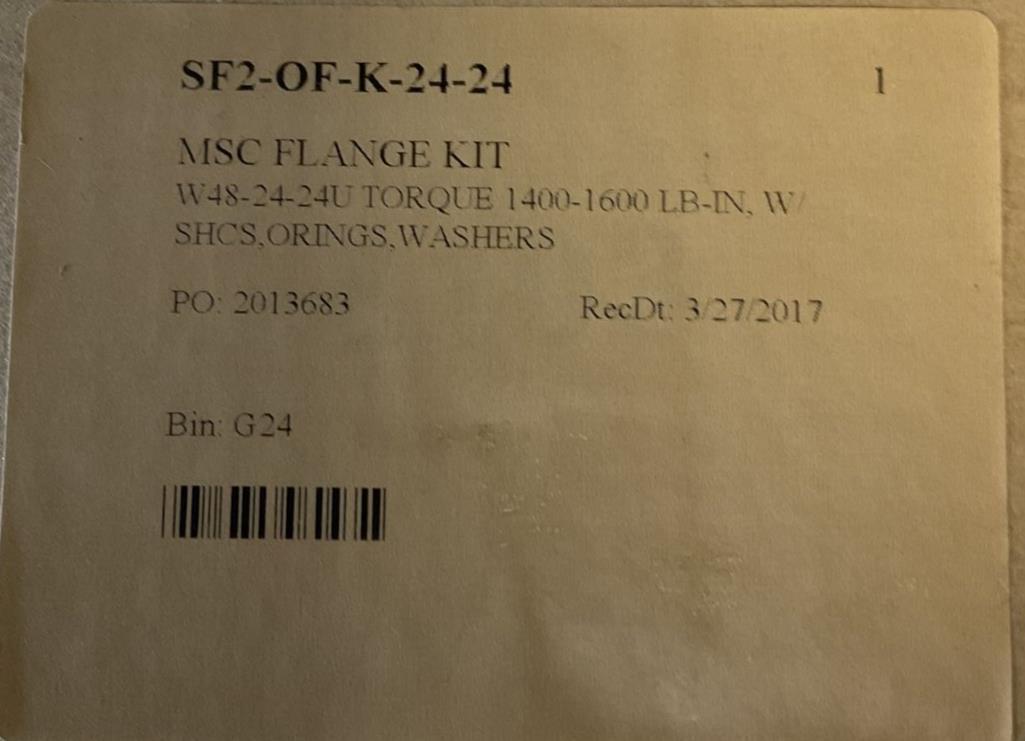 SF2-OF-K-24-24 1
MSC FLANGE KIT
W48-24-24U TORQUE 1400-1600 LB-IN, W/
SHCS,ORINGS,WASHERS
PO: 2013683 RecDt: 3/27/2017
Bin: G24